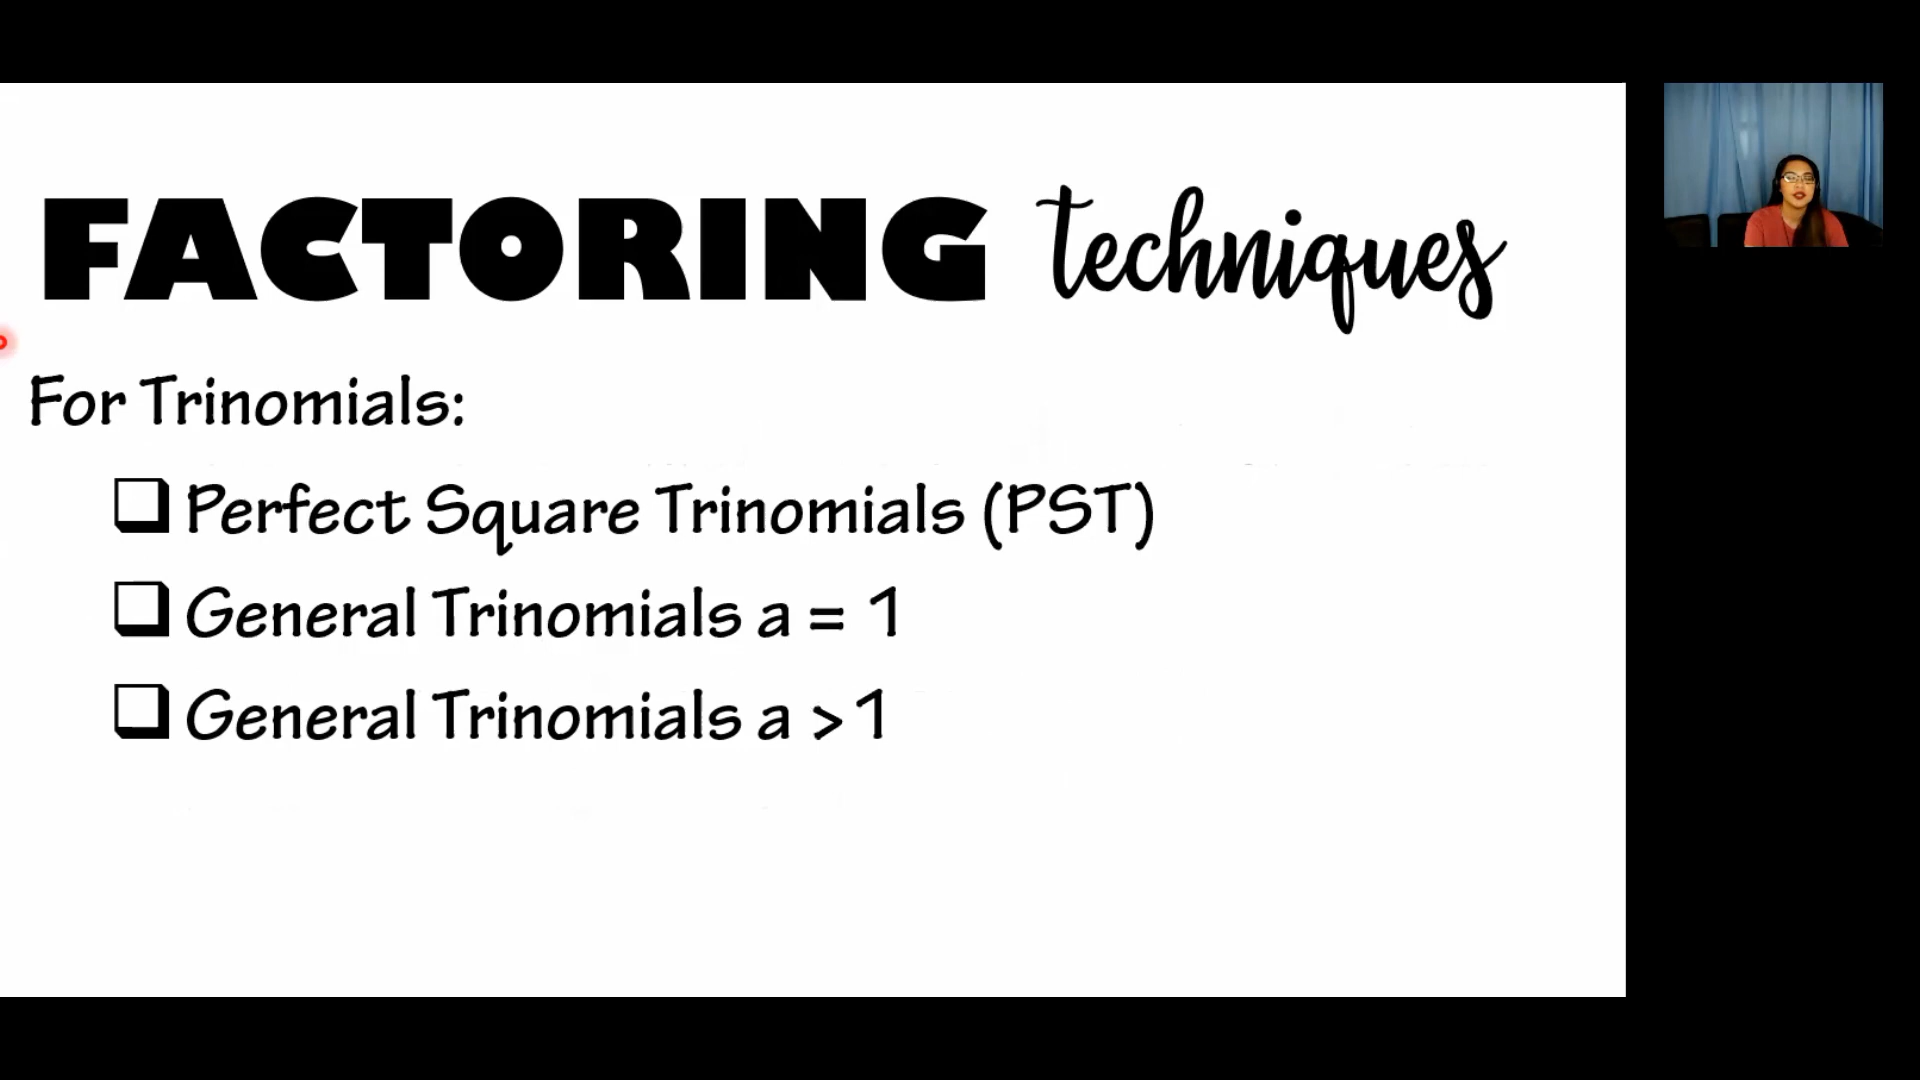 FACTORING techniques
For Trinomials:
Perfect Square Trinomials (PST)
General Trinomials a = 1
General Trinomials a > 1